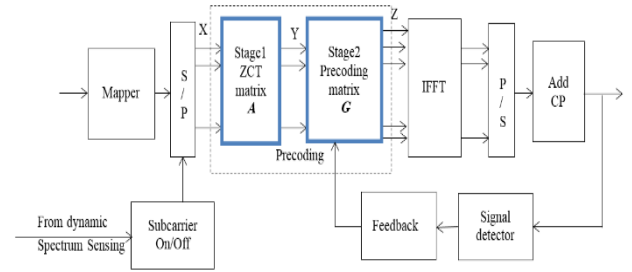 X
Y
Z
Mapper
S
/
P
Stage1
ZCT
matrix
A
Stage2
Precoding
matrix
G
IFFT
P
/
S
Add
CP
Precoding
From dynamic
Spectrum Sensing
Subcarrier
On/Off
Feedback
Signal
detector